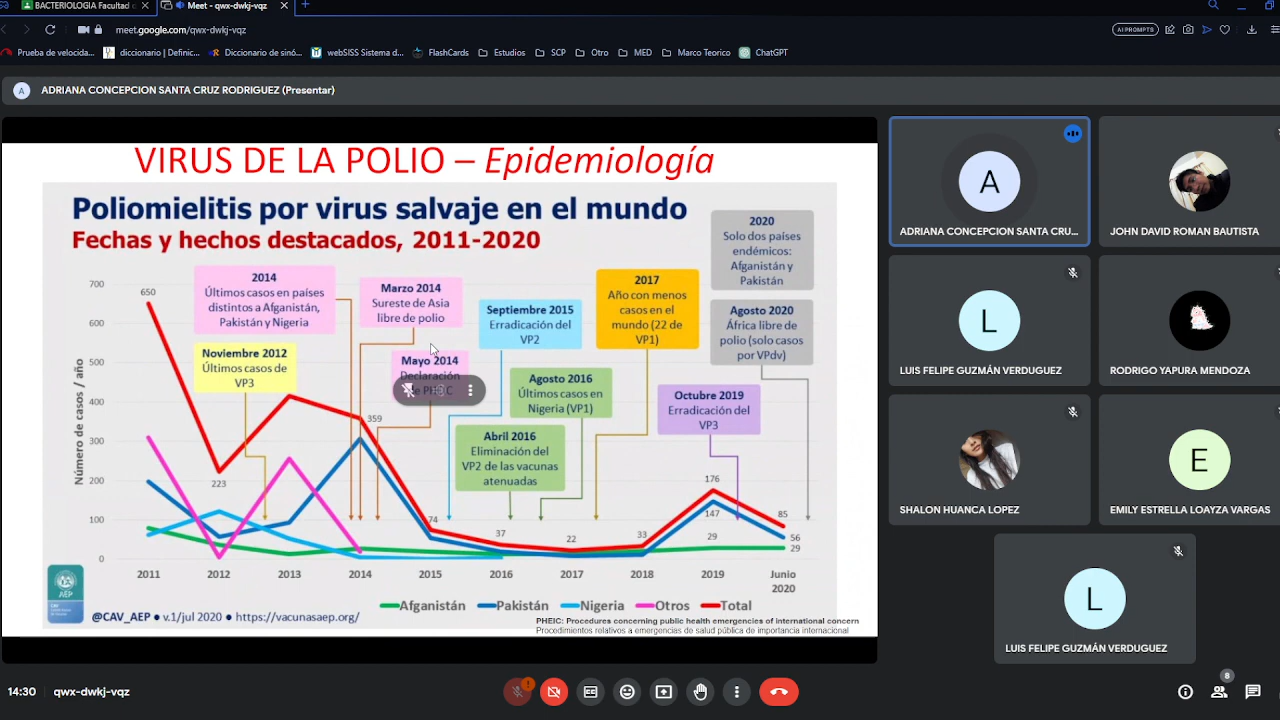 BACTERIOLOGIA Facultad c
Meet - qwx-dwkj-vqz
meet.google.com/qwx-dwkj-vqz
AI PROMPTS
Prueba de velocida...
diccionario | Definic...
Diccionario de sinó...
webSISS Sistema d...
FlashCards
Estudios
SCP
Otro
MED
Marco Teorico
ChatGPT
A
ADRIANA CONCEPCION SANTA CRUZ RODRIGUEZ (Presentar)
VIRUS DE LA POLIO – Epidemiología
Poliomielitis por virus salvaje en el mundo
Fechas y hechos destacados, 2011-2020
2014
Últimos casos en países
distintos a Afganistán,
Pakistán y Nigeria
Marzo 2014
Sureste de Asia
libre de polio
Septiembre 2015
Erradicación del
VP2
2017
Año con menos
casos en el
mundo (22 de
VP1)
2020
Solo dos países
endémicos:
Afganistán y
Pakistán
Agosto 2020
África libre de
polio (solo casos
por VPdv)
Noviembre 2012
Últimos casos de
VP3
Mayo 2014
Declaración
de PHEIC
Agosto 2016
Últimos casos en
Nigeria (VP1)
Octubre 2019
Erradicación del
VP3
Abril 2016
Eliminación del
VP2 de las vacunas
atenuadas
Número de casos / año
700
600
500
400
300
200
100
0
650
223
359
74
37
22
33
176
147
29
85
56
29
2011
2012
2013
2014
2015
2016
2017
2018
2019
Junio
2020
Afganistán
Pakistán
Nigeria
Otros
Total
AEP
CAV
@CAV_AEP ● v.1/jul 2020 ● https://vacunasaep.org/
PHEIC: Procedures concerning public health emergencies of international concern
Procedimientos relativos a emergencias de salud pública de importancia internacional
A
ADRIANA CONCEPCION SANTA CRU...
JOHN DAVID ROMAN BAUTISTA
L
LUIS FELIPE GUZMÁN VERDUGUEZ
RODRIGO YAPURA MENDOZA
SHALON HUANCA LOPEZ
E
EMILY ESTRELLA LOAYZA VARGAS
L
LUIS FELIPE GUZMÁN VERDUGUEZ
14:30
qwx-dwkj-vqz
8